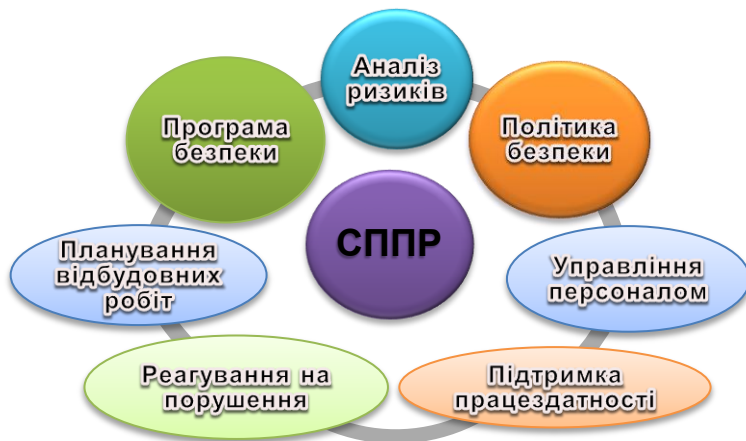 Аналіз
ризиків
Програма
безпеки
Політика
безпеки
СППР
Планування
відбудовних
робіт
Управління
персоналом
Реагування на
порушення
Підтримка
працездатності